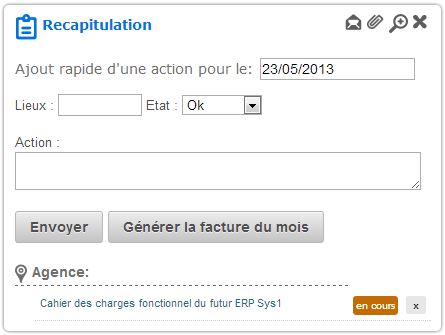 Recapitulation
Ajout rapide d'une action pour le: 23/05/2013
Lieux : Etat : Ok
Action :
Envoyer Générer la facture du mois
Agence:
Cahier des charges fonctionnel du futur ERP Sys1 en cours x